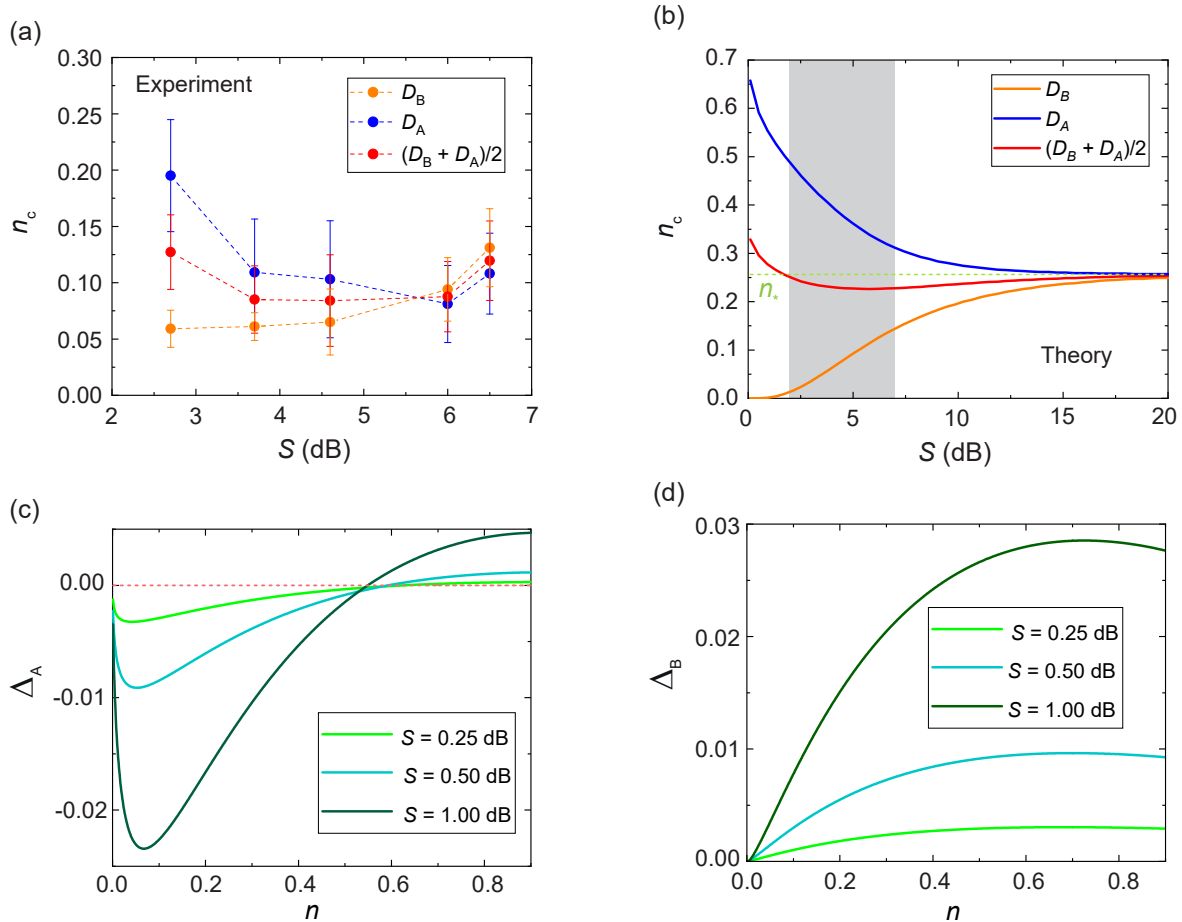 (a)
0.30
0.25
0.20
0.15
0.10
0.05
0.00
2
3
4
5
6
7
n_c
S (dB)
Experiment
D_B
D_A
(D_B + D_A)/2
(b)
0.7
0.6
0.5
0.4
0.3
0.2
0.1
0.0
0
5
10
15
20
n_c
S (dB)
D_B
D_A
(D_B + D_A)/2
n_*
Theory
(c)
0.00
-0.01
-0.02
0.0
0.2
0.4
0.6
0.8
Δ_A
n
S = 0.25 dB
S = 0.50 dB
S = 1.00 dB
(d)
0.03
0.02
0.01
0.00
0.0
0.2
0.4
0.6
0.8
Δ_B
n
S = 0.25 dB
S = 0.50 dB
S = 1.00 dB